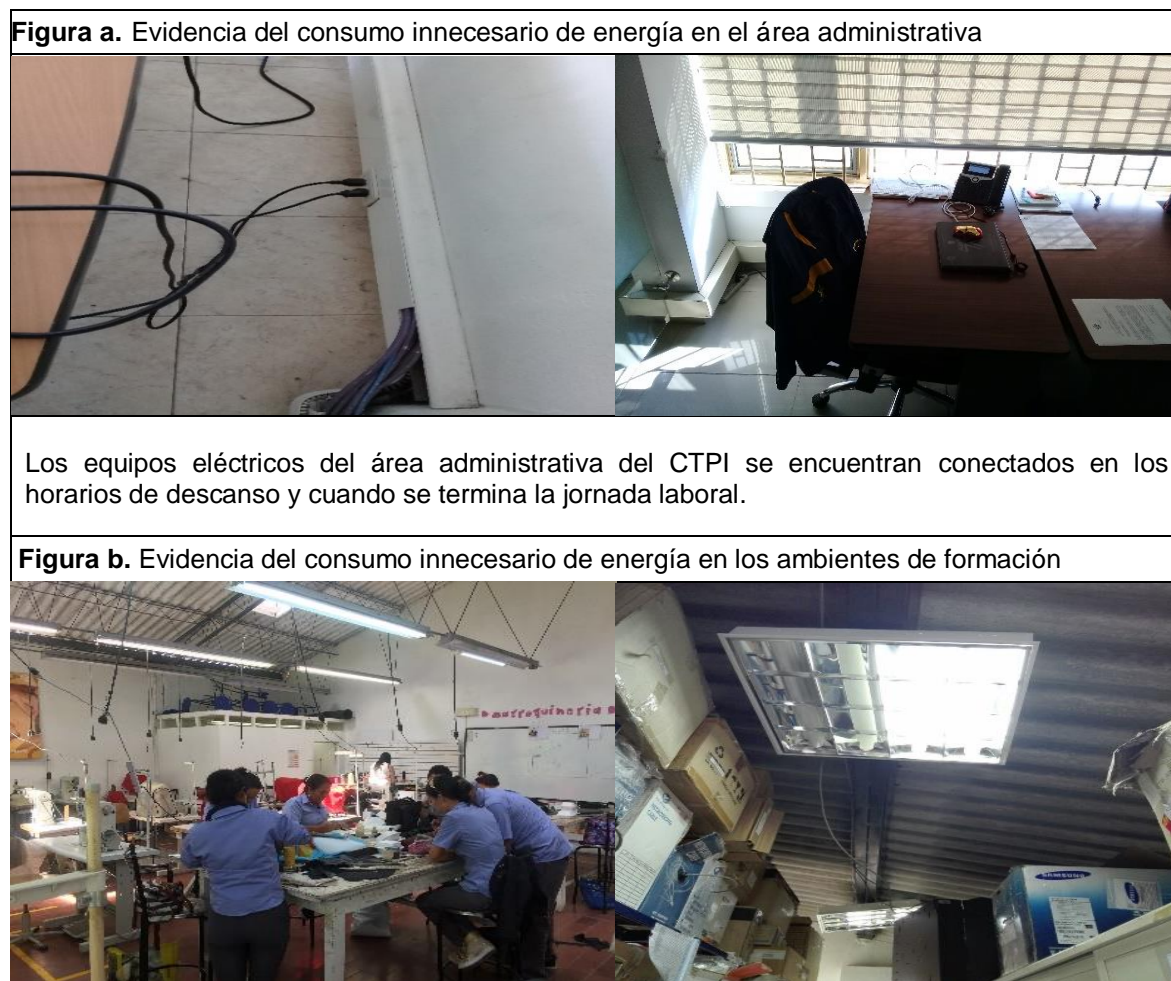 Figura a. Evidencia del consumo innecesario de energía en el área administrativa
Los equipos eléctricos del área administrativa del CTPI se encuentran conectados en los
horarios de descanso y cuando se termina la jornada laboral.
Figura b. Evidencia del consumo innecesario de energía en los ambientes de formación
SAMSUNG